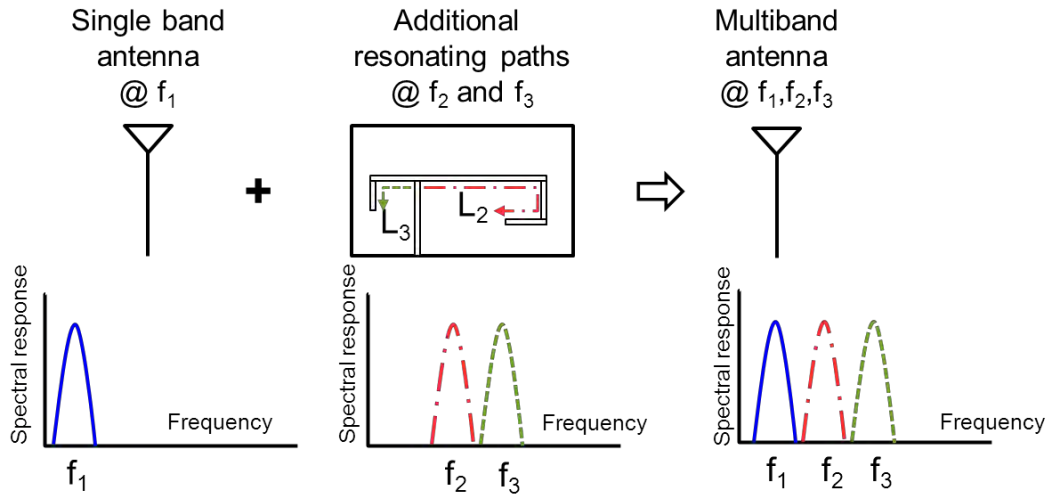 Single band
antenna
@ f₁
+
Additional
resonating paths
@ f₂ and f₃
Multiband
antenna
@ f₁,f₂,f₃
L₃
L₂
Spectral response
Frequency
f₁
Spectral response
Frequency
f₂ f₃
Spectral response
Frequency
f₁ f₂ f₃